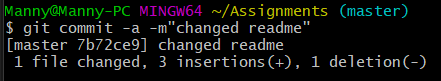 Manny@Manny-PC MINGW64 ~/Assignments (master)
$ git commit -a -m"changed readme"
[master 7b72ce9] changed readme
 1 file changed, 3 insertions(+), 1 deletion(-)